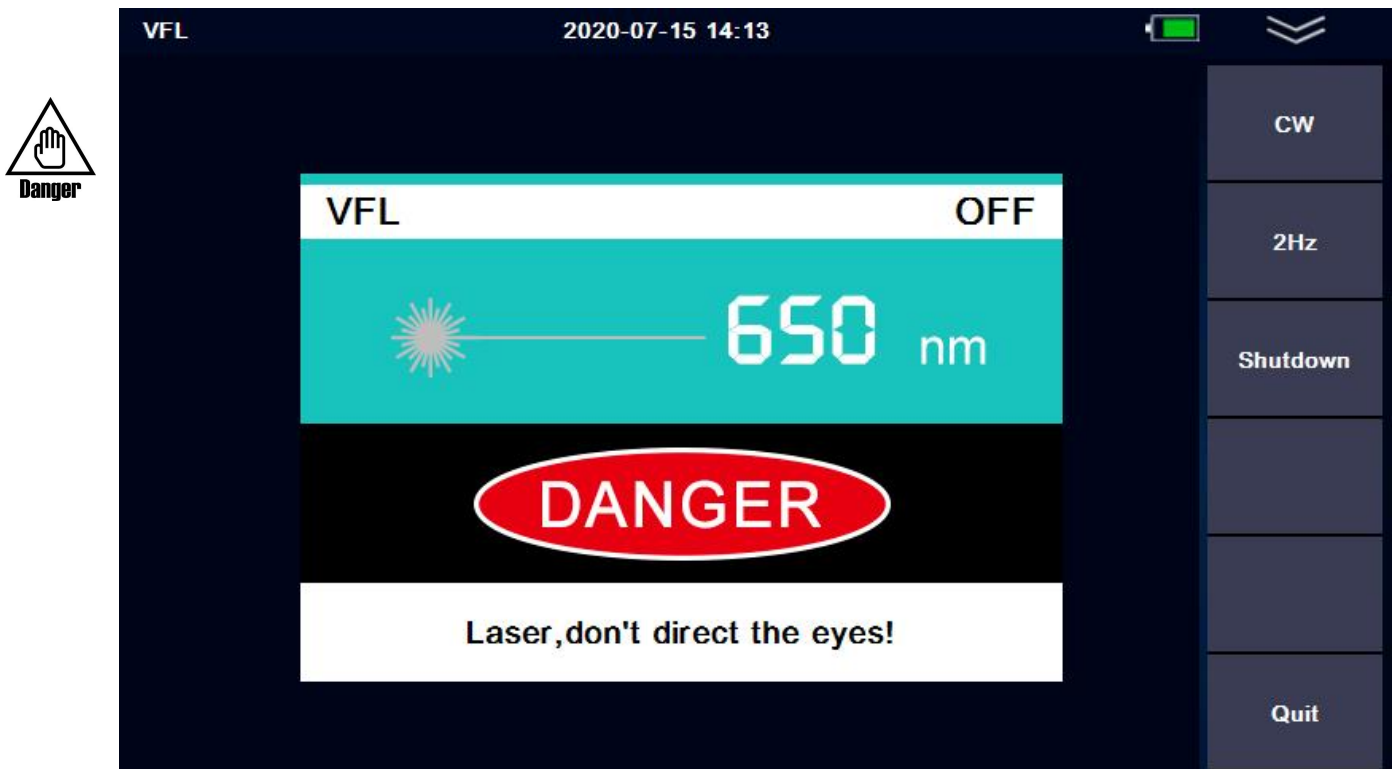 VFL 2020-07-15 14:13
Danger
CW
VFL OFF
2Hz
650 nm
Shutdown
DANGER
Laser,don't direct the eyes!
Quit